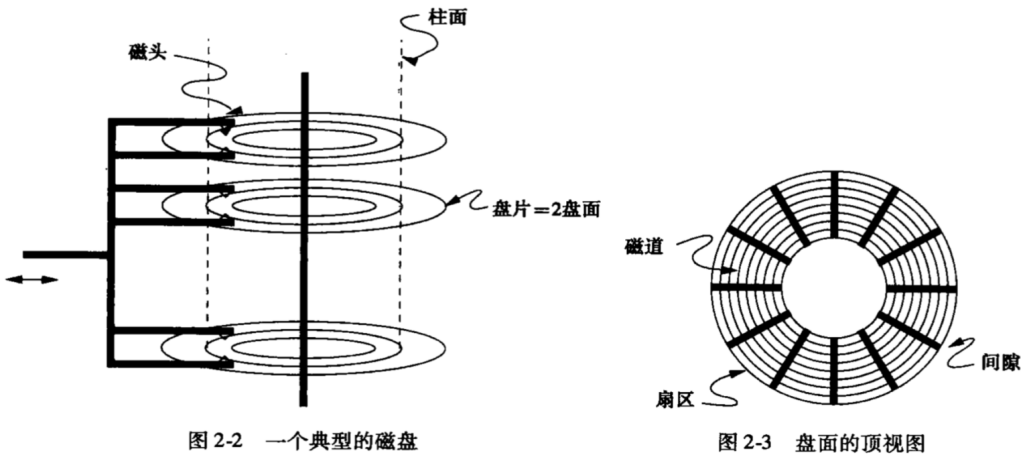 柱面
磁头
盘片=2盘面
磁道
扇区
间隙
图2-2 一个典型的磁盘
图2-3 盘面的顶视图